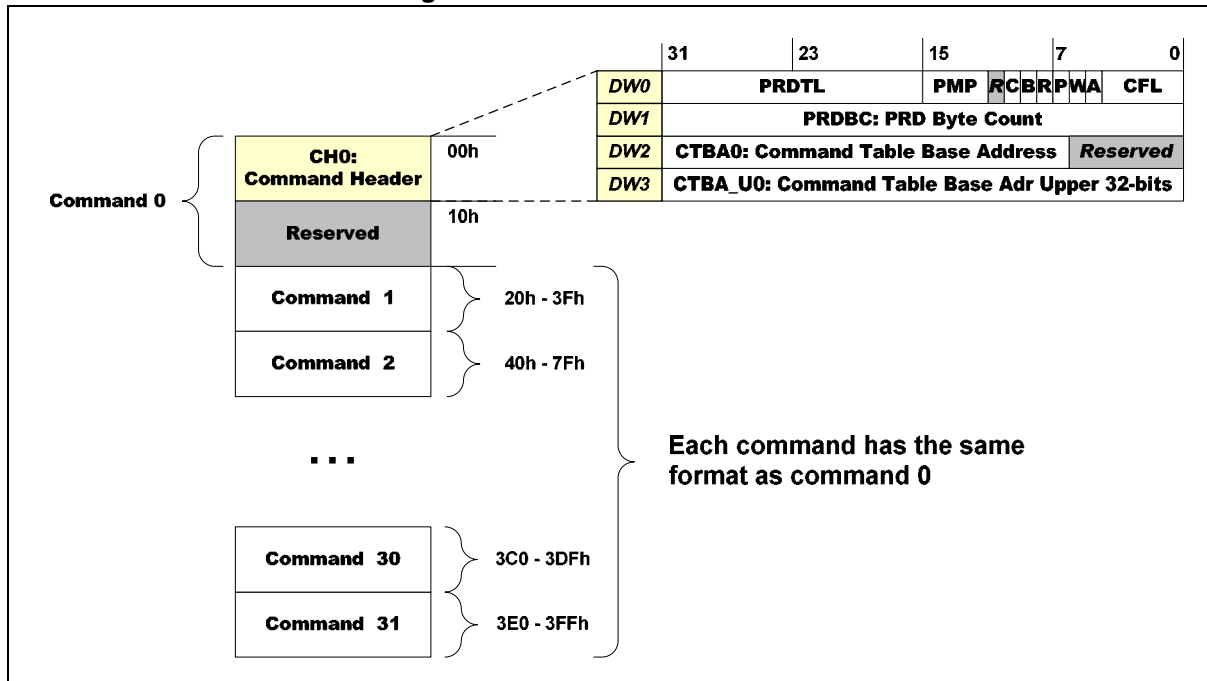 31 23 15 7 0
DW0 PRDTL PMP R C B R P W A CFL
DW1 PRDBC: PRD Byte Count
DW2 CTBA0: Command Table Base Address Reserved
DW3 CTBA_U0: Command Table Base Adr Upper 32-bits
Command 0
CH0:
Command Header
00h
Reserved
10h
Command 1
20h - 3Fh
Command 2
40h - 7Fh
...
Each command has the same
format as command 0
Command 30
3C0 - 3DFh
Command 31
3E0 - 3FFh